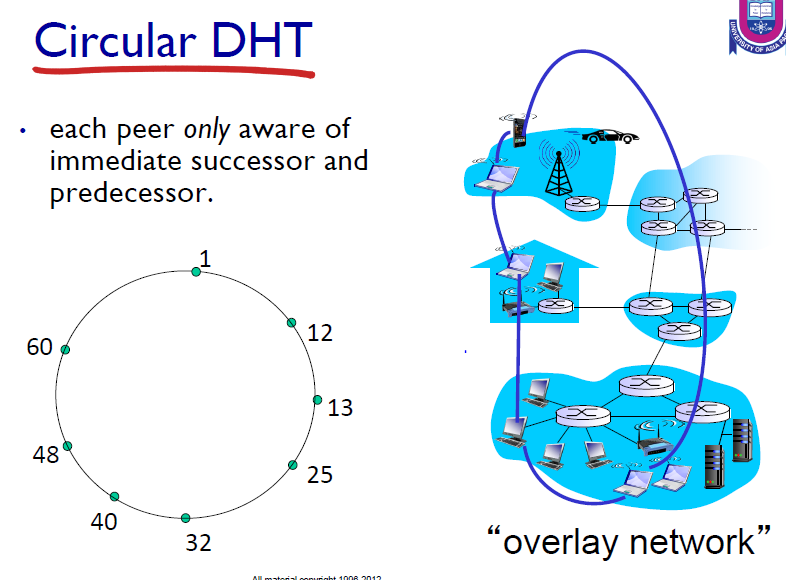 Circular DHT
• each peer only aware of
immediate successor and
predecessor.
1
12
13
25
32
40
48
60
“overlay network”
UNIVERSITY OF ASIA
All material copyright 1996-2012